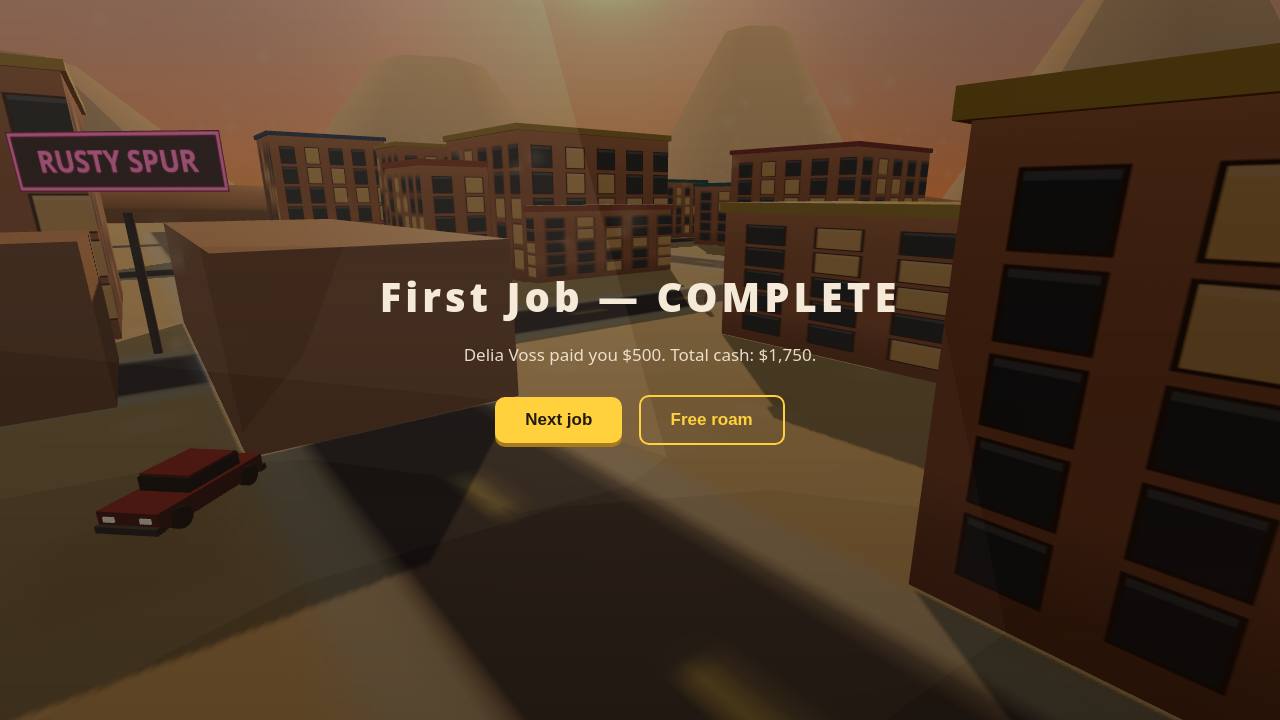 RUSTY SPUR
First Job — COMPLETE
Delia Voss paid you $500. Total cash: $1,750.
Next job
Free roam